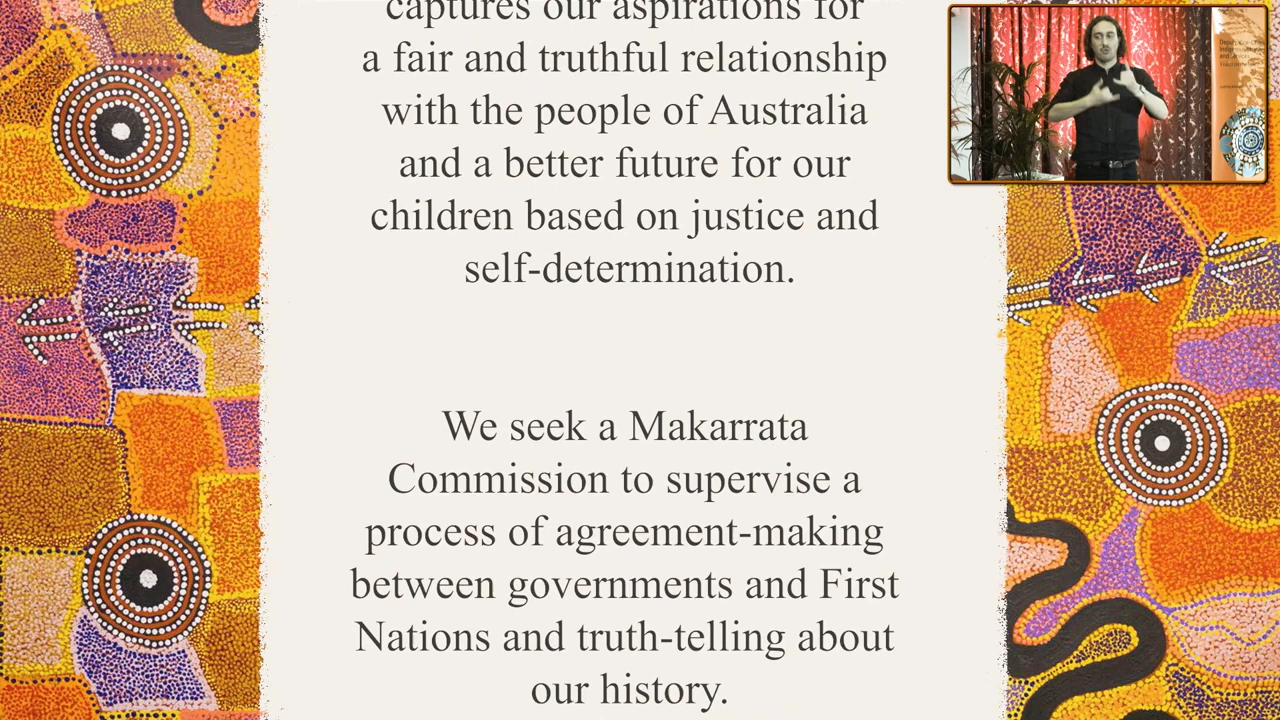 captures our aspirations for
a fair and truthful relationship
with the people of Australia
and a better future for our
children based on justice and
self-determination.
We seek a Makarrata
Commission to supervise a
process of agreement-making
between governments and First
Nations and truth-telling about
our history.